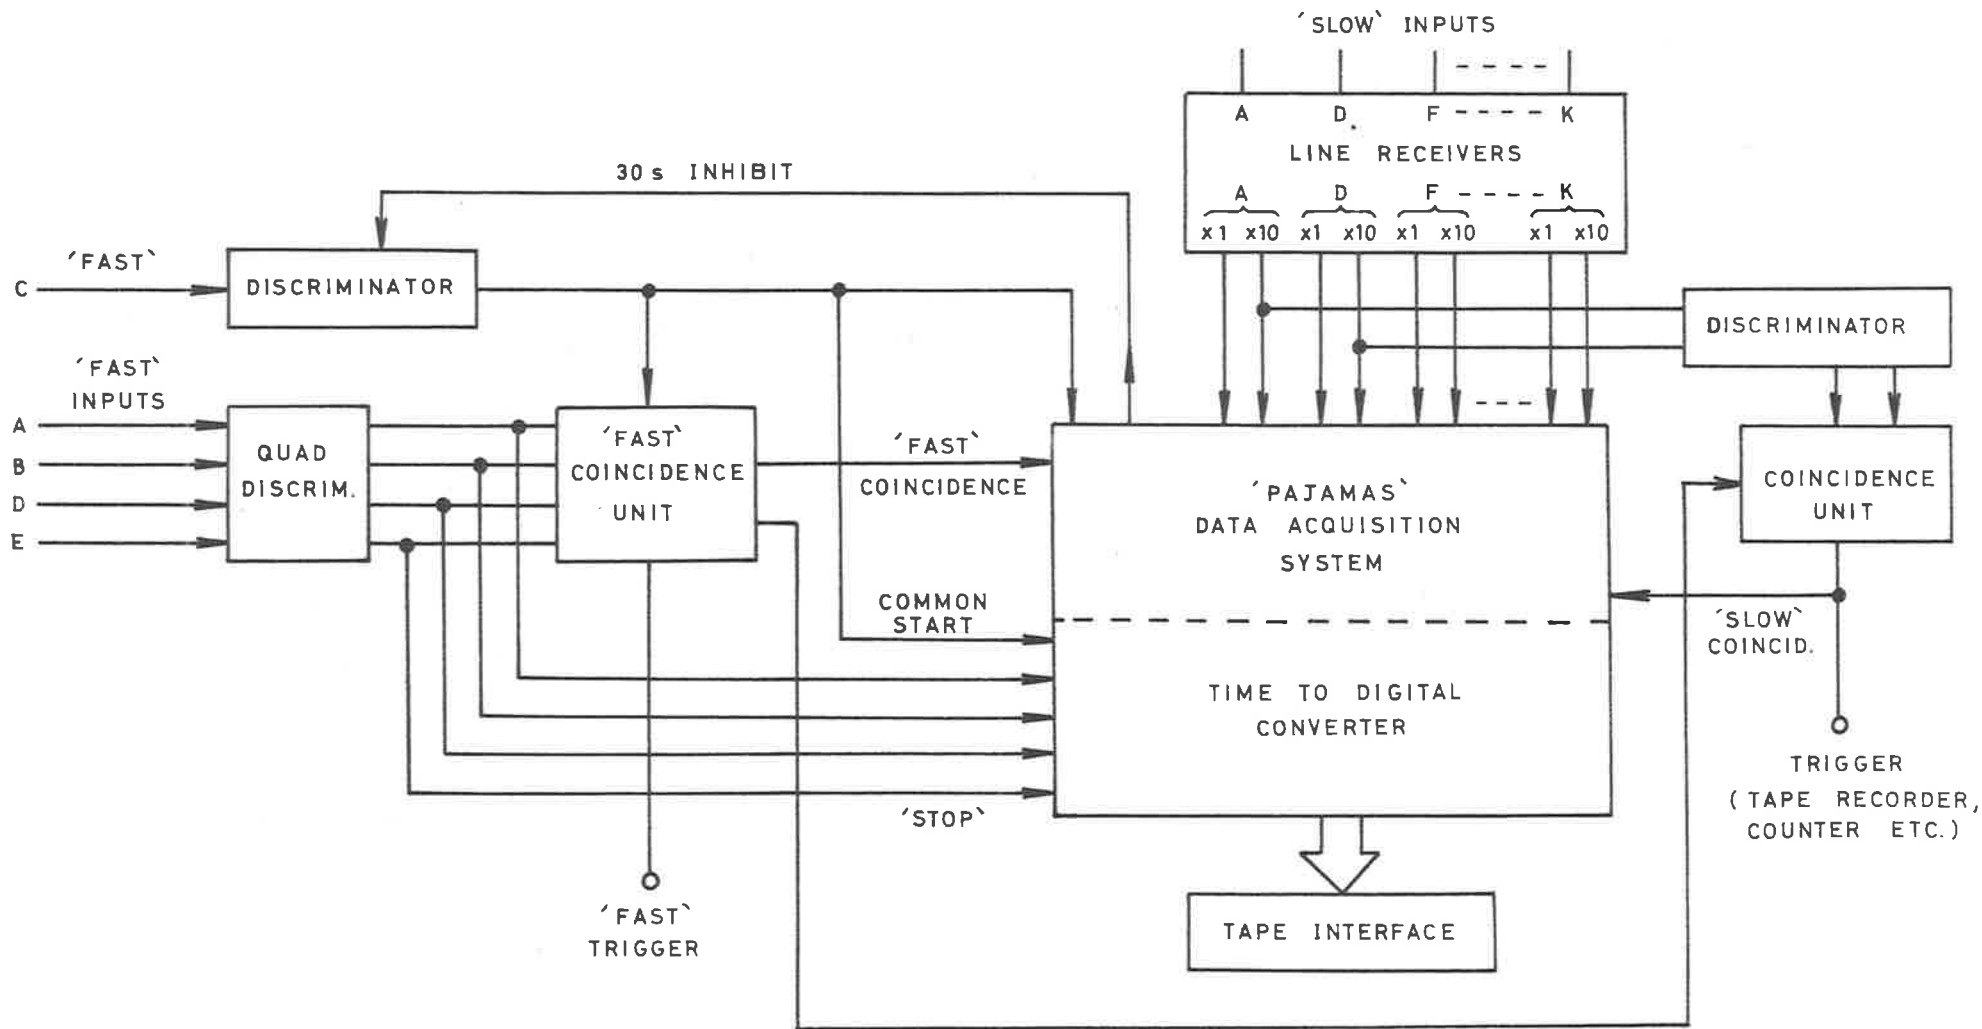 'SLOW' INPUTS
A D F - - - - K
LINE RECEIVERS
A D F - - - - K
x1 x10 x1 x10 x1 x10 x1 x10
30 s INHIBIT
'FAST'
C
DISCRIMINATOR
DISCRIMINATOR
'FAST'
INPUTS
A
B
D
E
QUAD
DISCRIM.
'FAST'
COINCIDENCE
UNIT
'FAST'
COINCIDENCE
'PAJAMAS'
DATA ACQUISITION
SYSTEM
COINCIDENCE
UNIT
COMMON
START
'SLOW'
COINCID.
TIME TO DIGITAL
CONVERTER
'STOP'
TRIGGER
(TAPE RECORDER,
COUNTER ETC.)
'FAST'
TRIGGER
TAPE INTERFACE